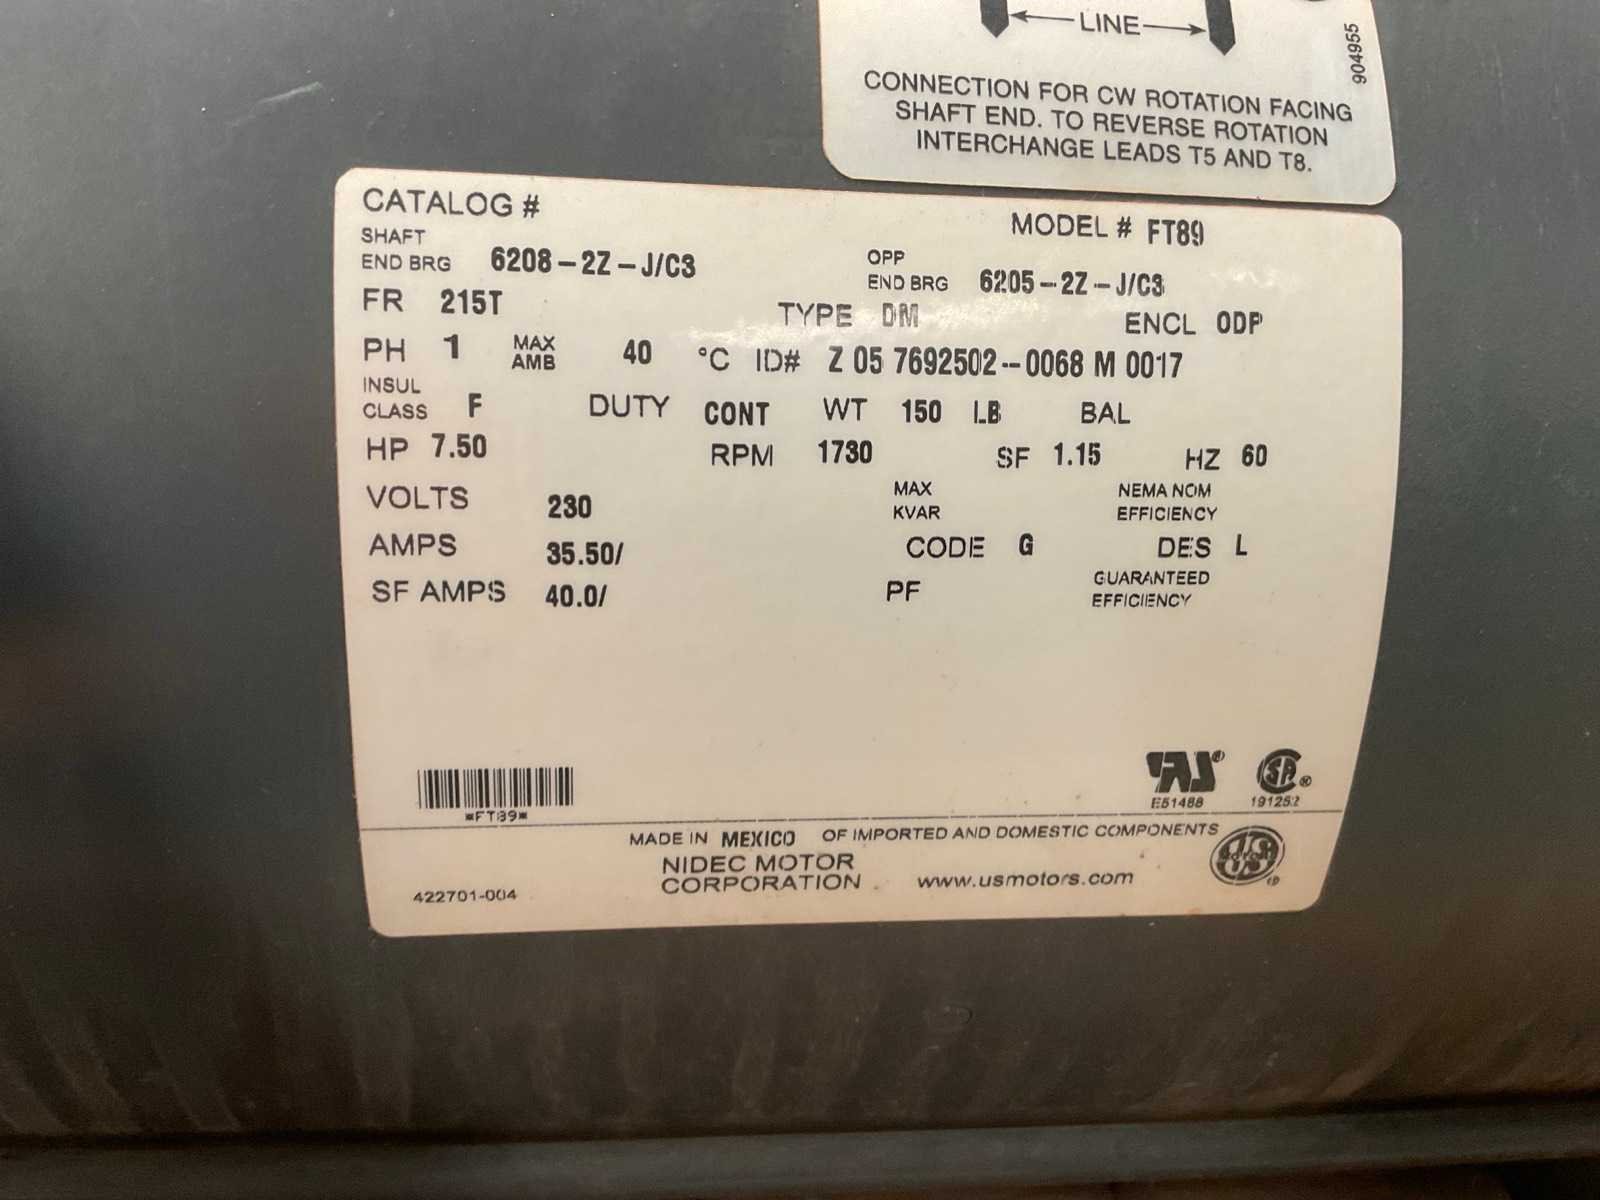 LINE
904955
CONNECTION FOR CW ROTATION FACING
SHAFT END. TO REVERSE ROTATION
INTERCHANGE LEADS T5 AND T8.
CATALOG #
MODEL # FT89
SHAFT
END BRG 6208-2Z-J/C3
OPP
END BRG 6205-2Z-J/C3
FR 215T
TYPE DM
ENCL ODP
PH 1
MAX
AMB 40 °C
ID# Z 05 7692502-0068 M 0017
INSUL
CLASS F
DUTY CONT
WT 150 LB
BAL
HP 7.50
RPM 1730
SF 1.15
HZ 60
VOLTS 230
MAX
KVAR
NEMA NOM
EFFICIENCY
AMPS 35.50/
CODE G
DES L
SF AMPS 40.0/
PF
GUARANTEED
EFFICIENCY
*FT89*
E51488
SA ®
191252
MADE IN MEXICO OF IMPORTED AND DOMESTIC COMPONENTS
NIDEC MOTOR
CORPORATION
www.usmotors.com
US
MOTORS
®
422701-004